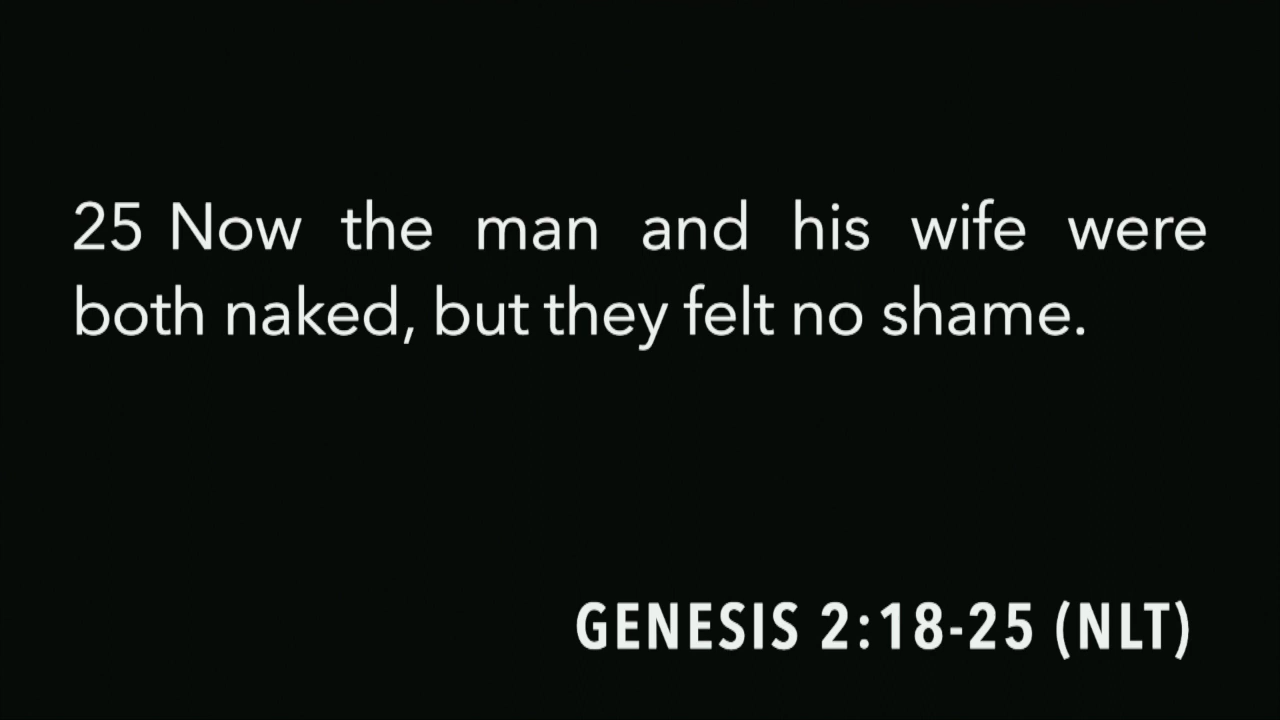 25 Now the man and his wife were
both naked, but they felt no shame.
GENESIS 2:18-25 (NLT)